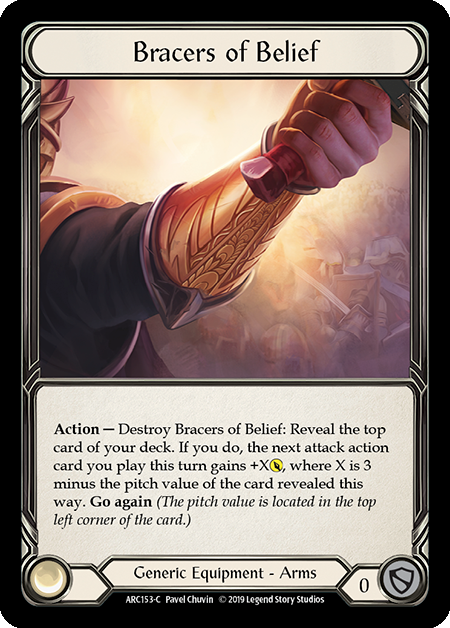 Bracers of Belief
Action — Destroy Bracers of Belief: Reveal the top
card of your deck. If you do, the next attack action
card you play this turn gains +X, where X is 3
minus the pitch value of the card revealed this
way. Go again (The pitch value is located in the top
left corner of the card.)
Generic Equipment - Arms
0
ARC153-C Pavel Chuvin © 2019 Legend Story Studios